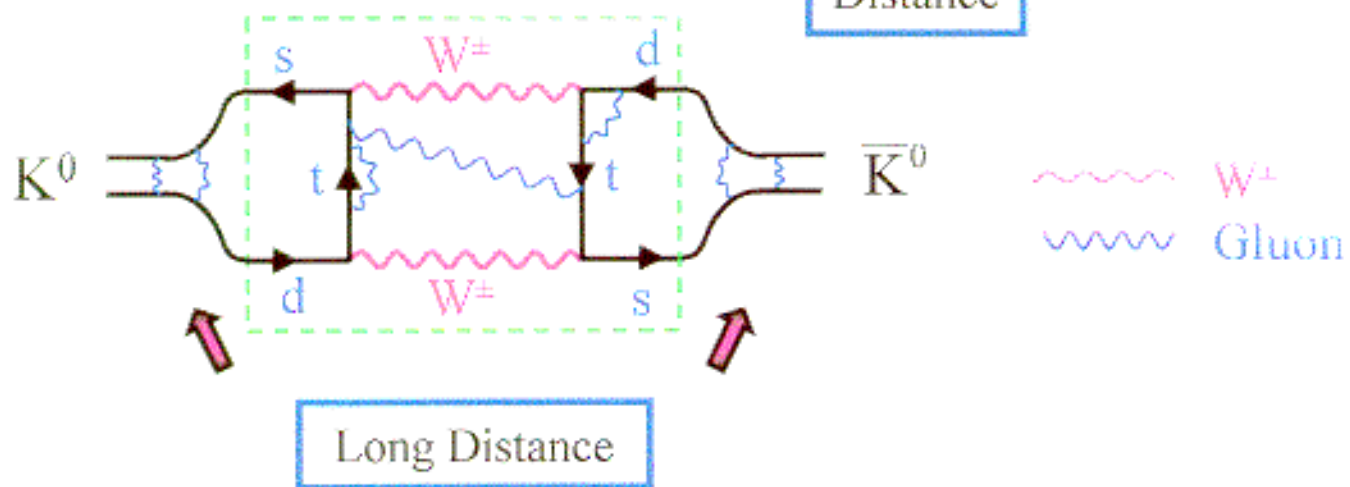 Distance
s W± d
K⁰ t t K̅⁰ W±
Gluon
d W± s
Long Distance